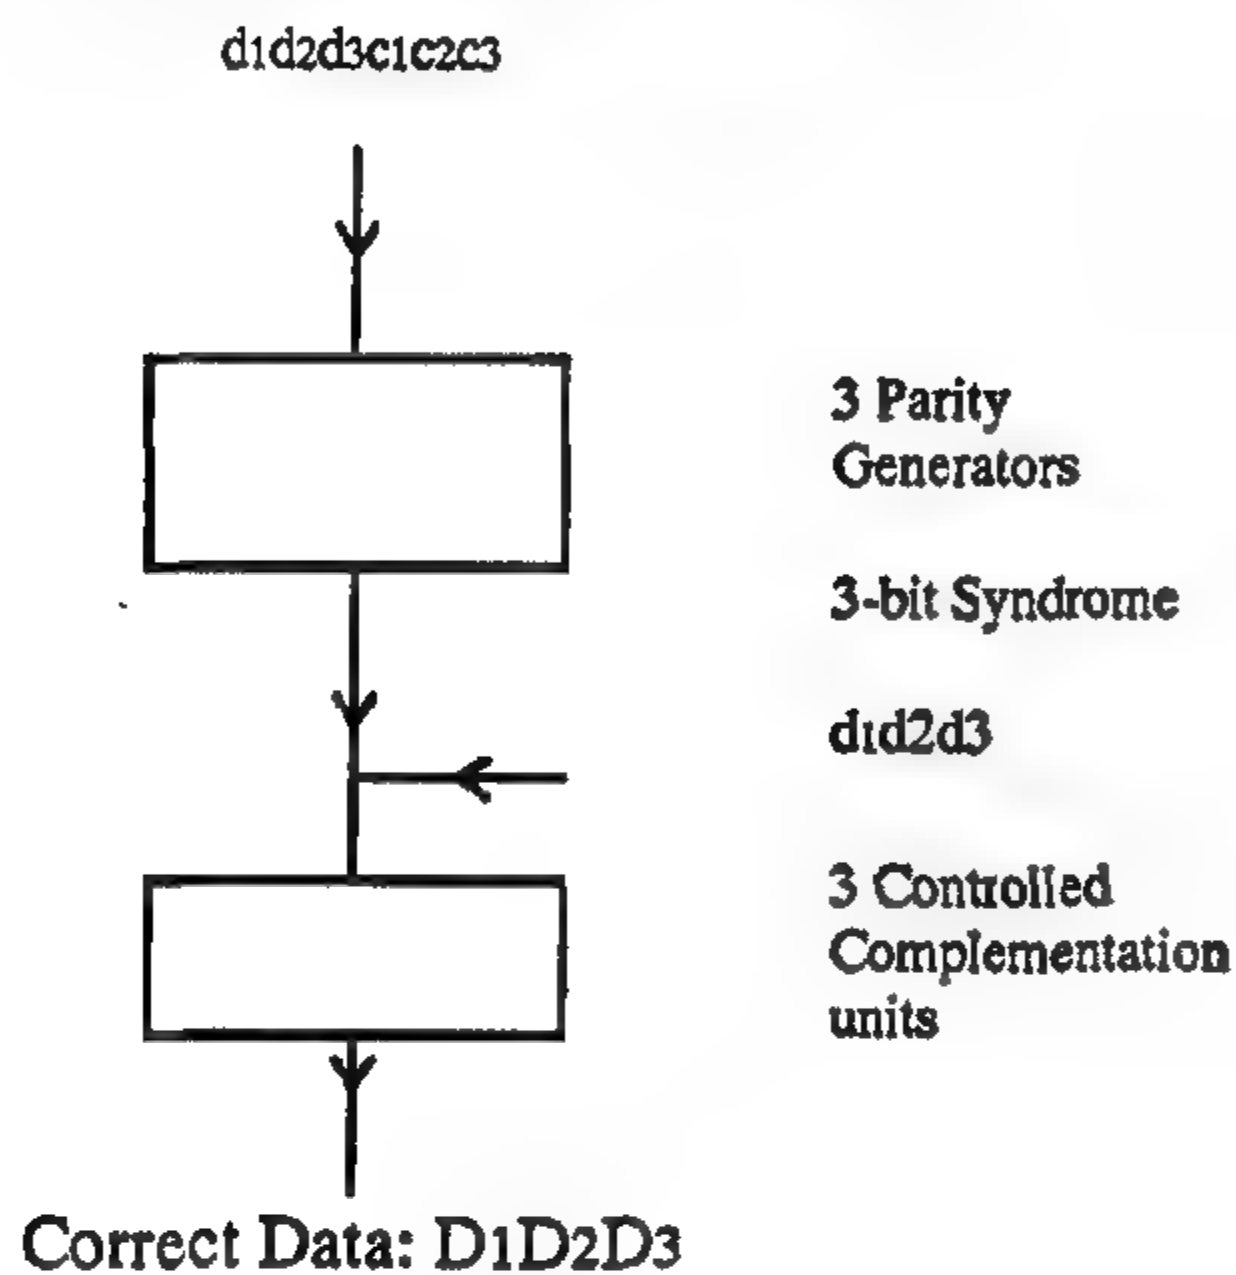 d1d2d3c1c2c3
3 Parity
Generators
3-bit Syndrome
d1d2d3
3 Controlled
Complementation
units
Correct Data: D1D2D3